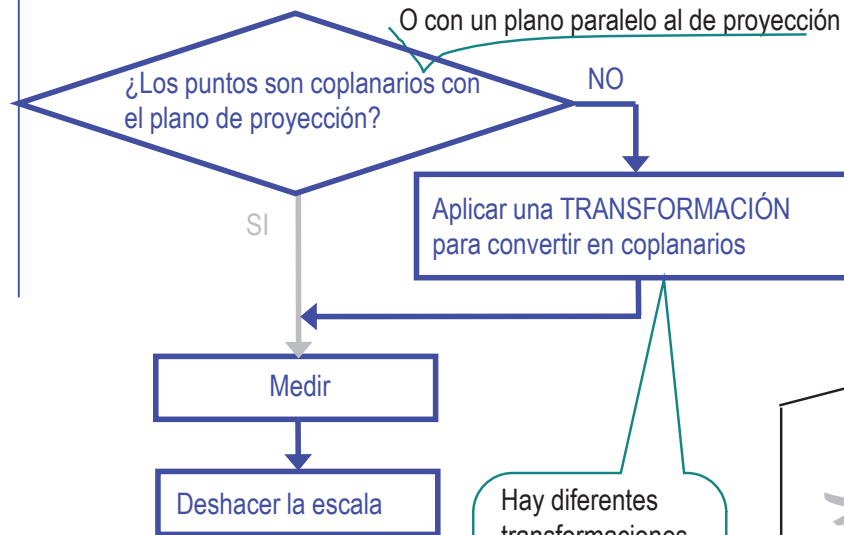 O con un plano paralelo al de proyección
¿Los puntos son coplanarios con
el plano de proyección?
NO
SI
Aplicar una TRANSFORMACIÓN
para convertir en coplanarios
Medir
Deshacer la escala
Hay diferentes
transformaciones